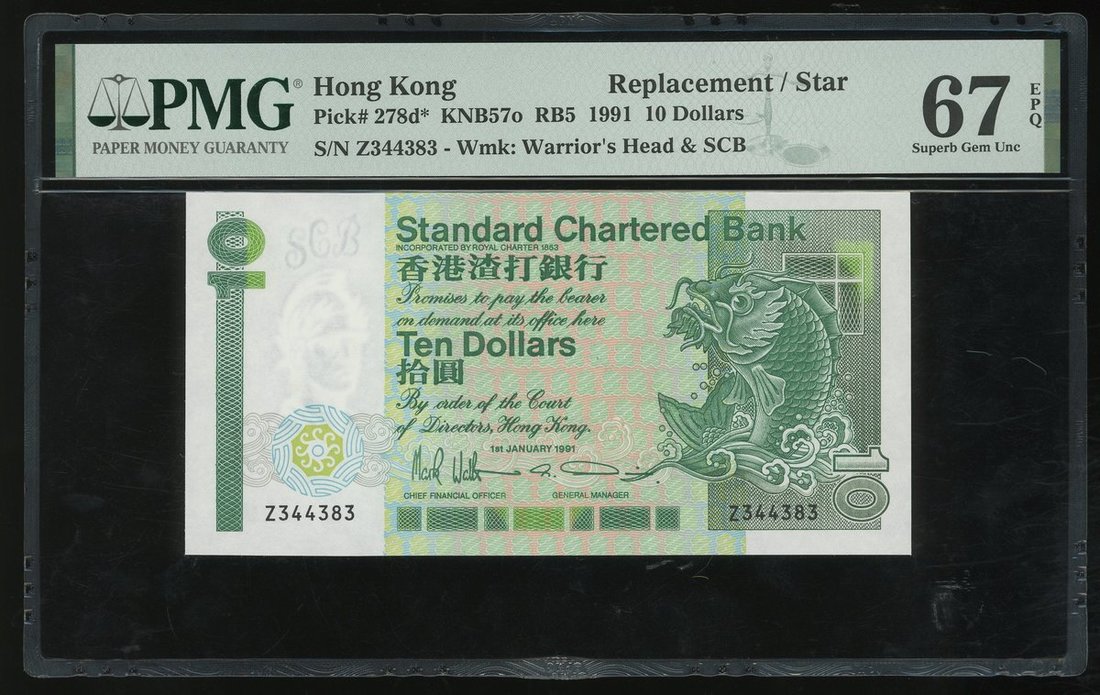 PMG®
PAPER MONEY GUARANTY
Hong Kong
Replacement / Star
Pick# 278d* KNB57o RB5 1991 10 Dollars
S/N Z344383 - Wmk: Warrior's Head & SCB
67
EPQ
Superb Gem Unc
10
SCB
Standard Chartered Bank
INCORPORATED BY ROYAL CHARTER 1853
香港渣打銀行
Promises to pay the bearer
on demand at its office here
Ten Dollars
拾圓
By order of the Court
of Directors, Hong Kong.
1st JANUARY 1991
CHIEF FINANCIAL OFFICER
GENERAL MANAGER
Z344383
Z344383
10